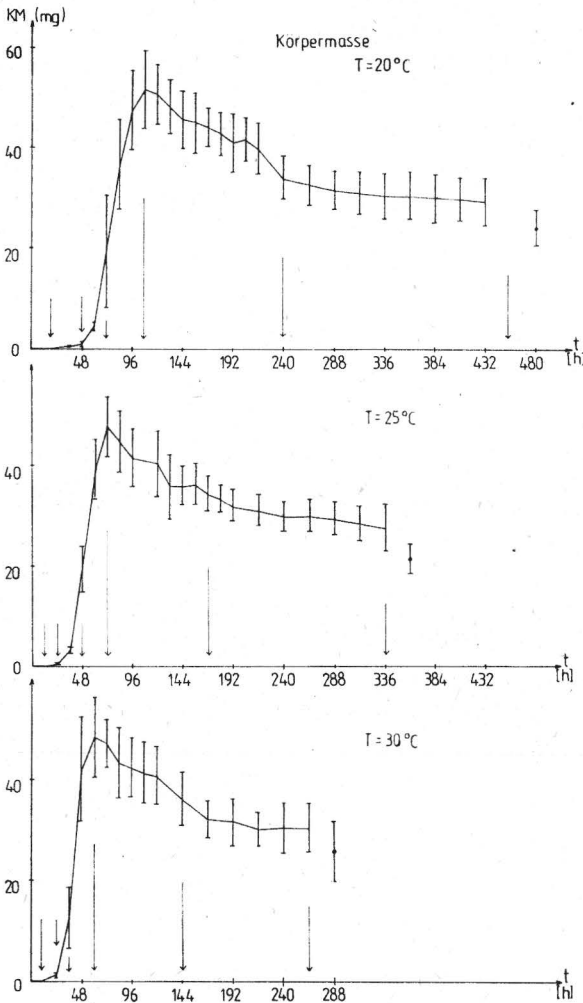 KM (mg)
Körpermasse
T = 20°C
60
40
20
0
48 96 144 192 240 288 336 384 432 480 t [h]
T = 25°C
40
20
0
48 96 144 192 240 288 336 384 432 t [h]
T = 30°C
40
20
0
48 96 144 192 240 288 t [h]